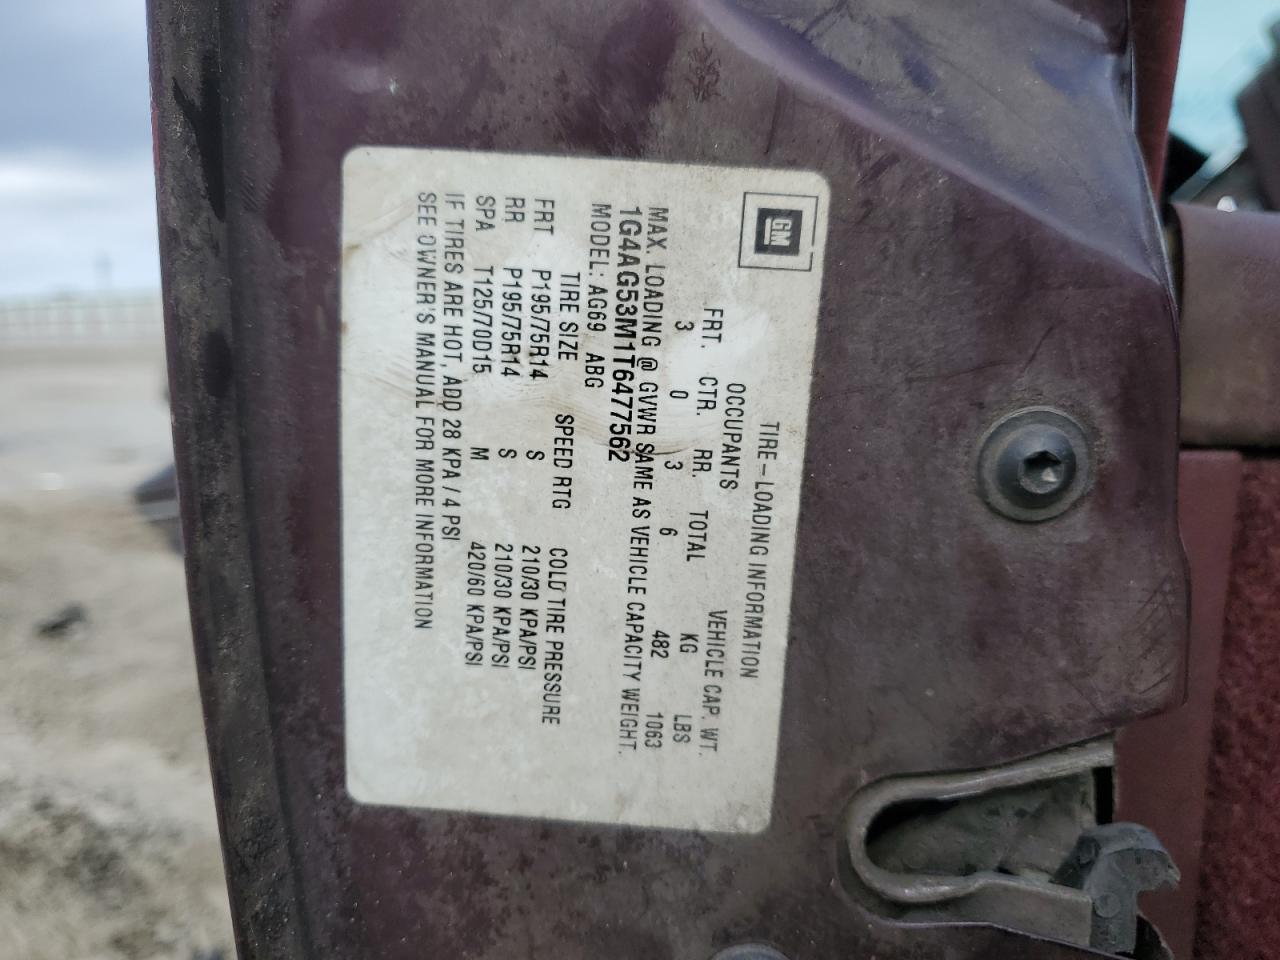 GM
TIRE-LOADING INFORMATION
OCCUPANTS VEHICLE CAP. WT.
FRT. CTR. RR. TOTAL KG LBS
3 0 3 6 482 1063
MAX. LOADING @ GVWR SAME AS VEHICLE CAPACITY WEIGHT.
1G4AG53M1T6477562
MODEL: AG69 ABG
TIRE SIZE SPEED RTG COLD TIRE PRESSURE
FRT P195/75R14 S 210/30 KPA/PSI
RR P195/75R14 S 210/30 KPA/PSI
SPA T125/70D15 M 420/60 KPA/PSI
IF TIRES ARE HOT, ADD 28 KPA / 4 PSI
SEE OWNER'S MANUAL FOR MORE INFORMATION